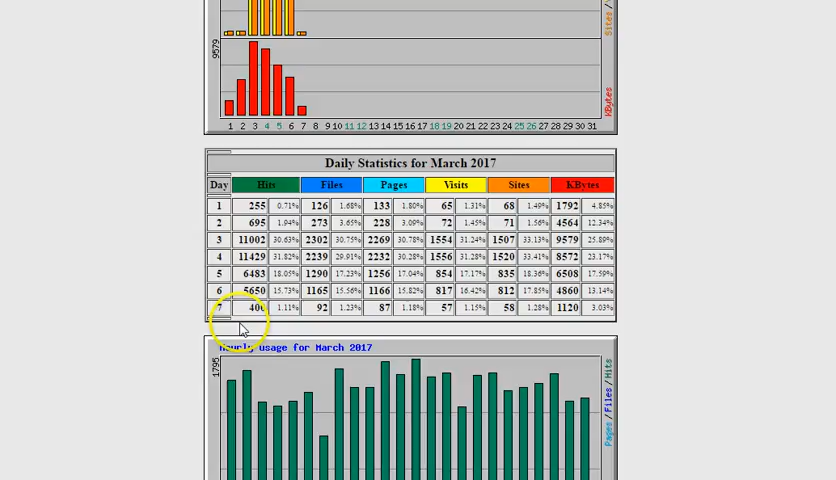 Sites/
9579
KBytes
1 2 3 4 5 6 7 8 9 10 11 12 13 14 15 16 17 18 19 20 21 22 23 24 25 26 27 28 29 30 31
Daily Statistics for March 2017
Day Hits Files Pages Visits Sites KBytes
1 255 0.71% 126 1.68% 133 1.80% 65 1.31% 68 1.49% 1792 4.85%
2 695 1.94% 273 3.65% 228 3.09% 72 1.45% 71 1.56% 4564 12.34%
3 11002 30.63% 2302 30.75% 2269 30.78% 1554 31.24% 1507 33.13% 9579 25.89%
4 11429 31.82% 2239 29.91% 2232 30.28% 1556 31.28% 1520 33.41% 8572 23.17%
5 6483 18.05% 1290 17.23% 1256 17.04% 854 17.17% 835 18.36% 6508 17.59%
6 5650 15.73% 1165 15.56% 1166 15.82% 817 16.42% 812 17.85% 4860 13.14%
7 400 1.11% 92 1.23% 87 1.18% 57 1.15% 58 1.28% 1120 3.03%
Hourly usage for March 2017
1795
Pages/Files/Hits